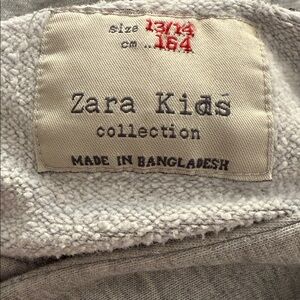 size 13/14
cm ..164
Zara Kids
collection
MADE IN BANGLADESH